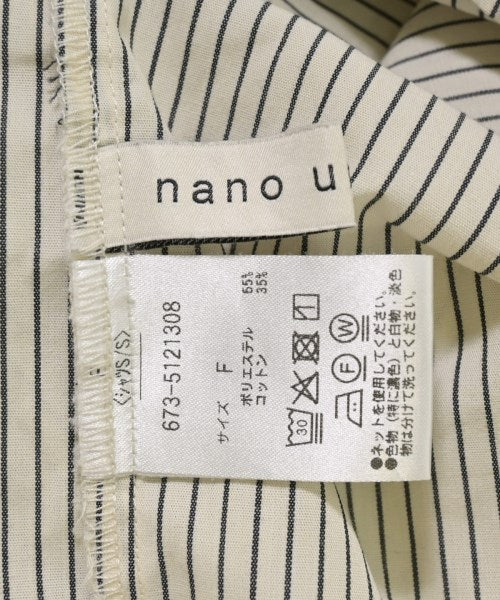 nano u
〈シャツS/S〉
673-5121308
サイズ F
ポリエステル 65%
コットン 35%
30
F W
●ネットを使用してください。
●色物(特に濃色)と白物・淡色
物は分けて洗ってください。